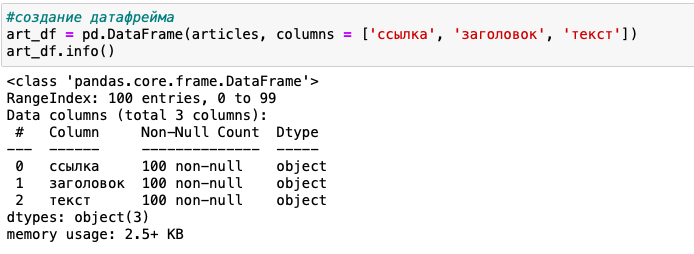 #создание датафрейма
art_df = pd.DataFrame(articles, columns = ['ссылка', 'заголовок', 'текст'])
art_df.info()
<class 'pandas.core.frame.DataFrame'>
RangeIndex: 100 entries, 0 to 99
Data columns (total 3 columns):
 #   Column     Non-Null Count  Dtype
---  ------     --------------  -----
 0   ссылка     100 non-null    object
 1   заголовок  100 non-null    object
 2   текст      100 non-null    object
dtypes: object(3)
memory usage: 2.5+ KB